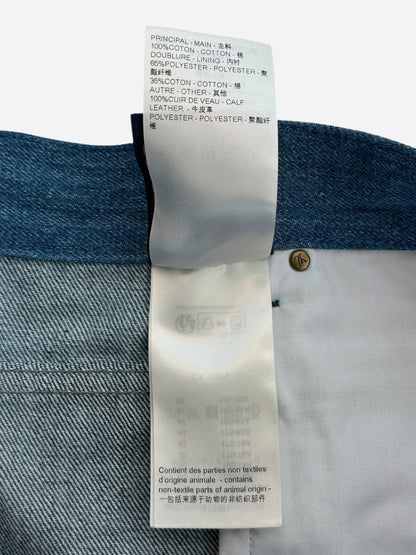 PRINCIPAL - MAIN - 主料
100%COTON - COTTON - 棉
DOUBLURE - LINING - 内衬
65%POLYESTER - POLYESTER - 聚
酯纤维
35%COTON - COTTON - 棉
AUTRE - OTHER - 其他
100%CUIR DE VEAU - CALF
LEATHER - 牛皮革
POLYESTER - POLYESTER - 聚酯纤维
Contient des parties non textiles
d'origine animale - contains
non-textile parts of animal origin
- 一包括来源于动物的非纺织部件